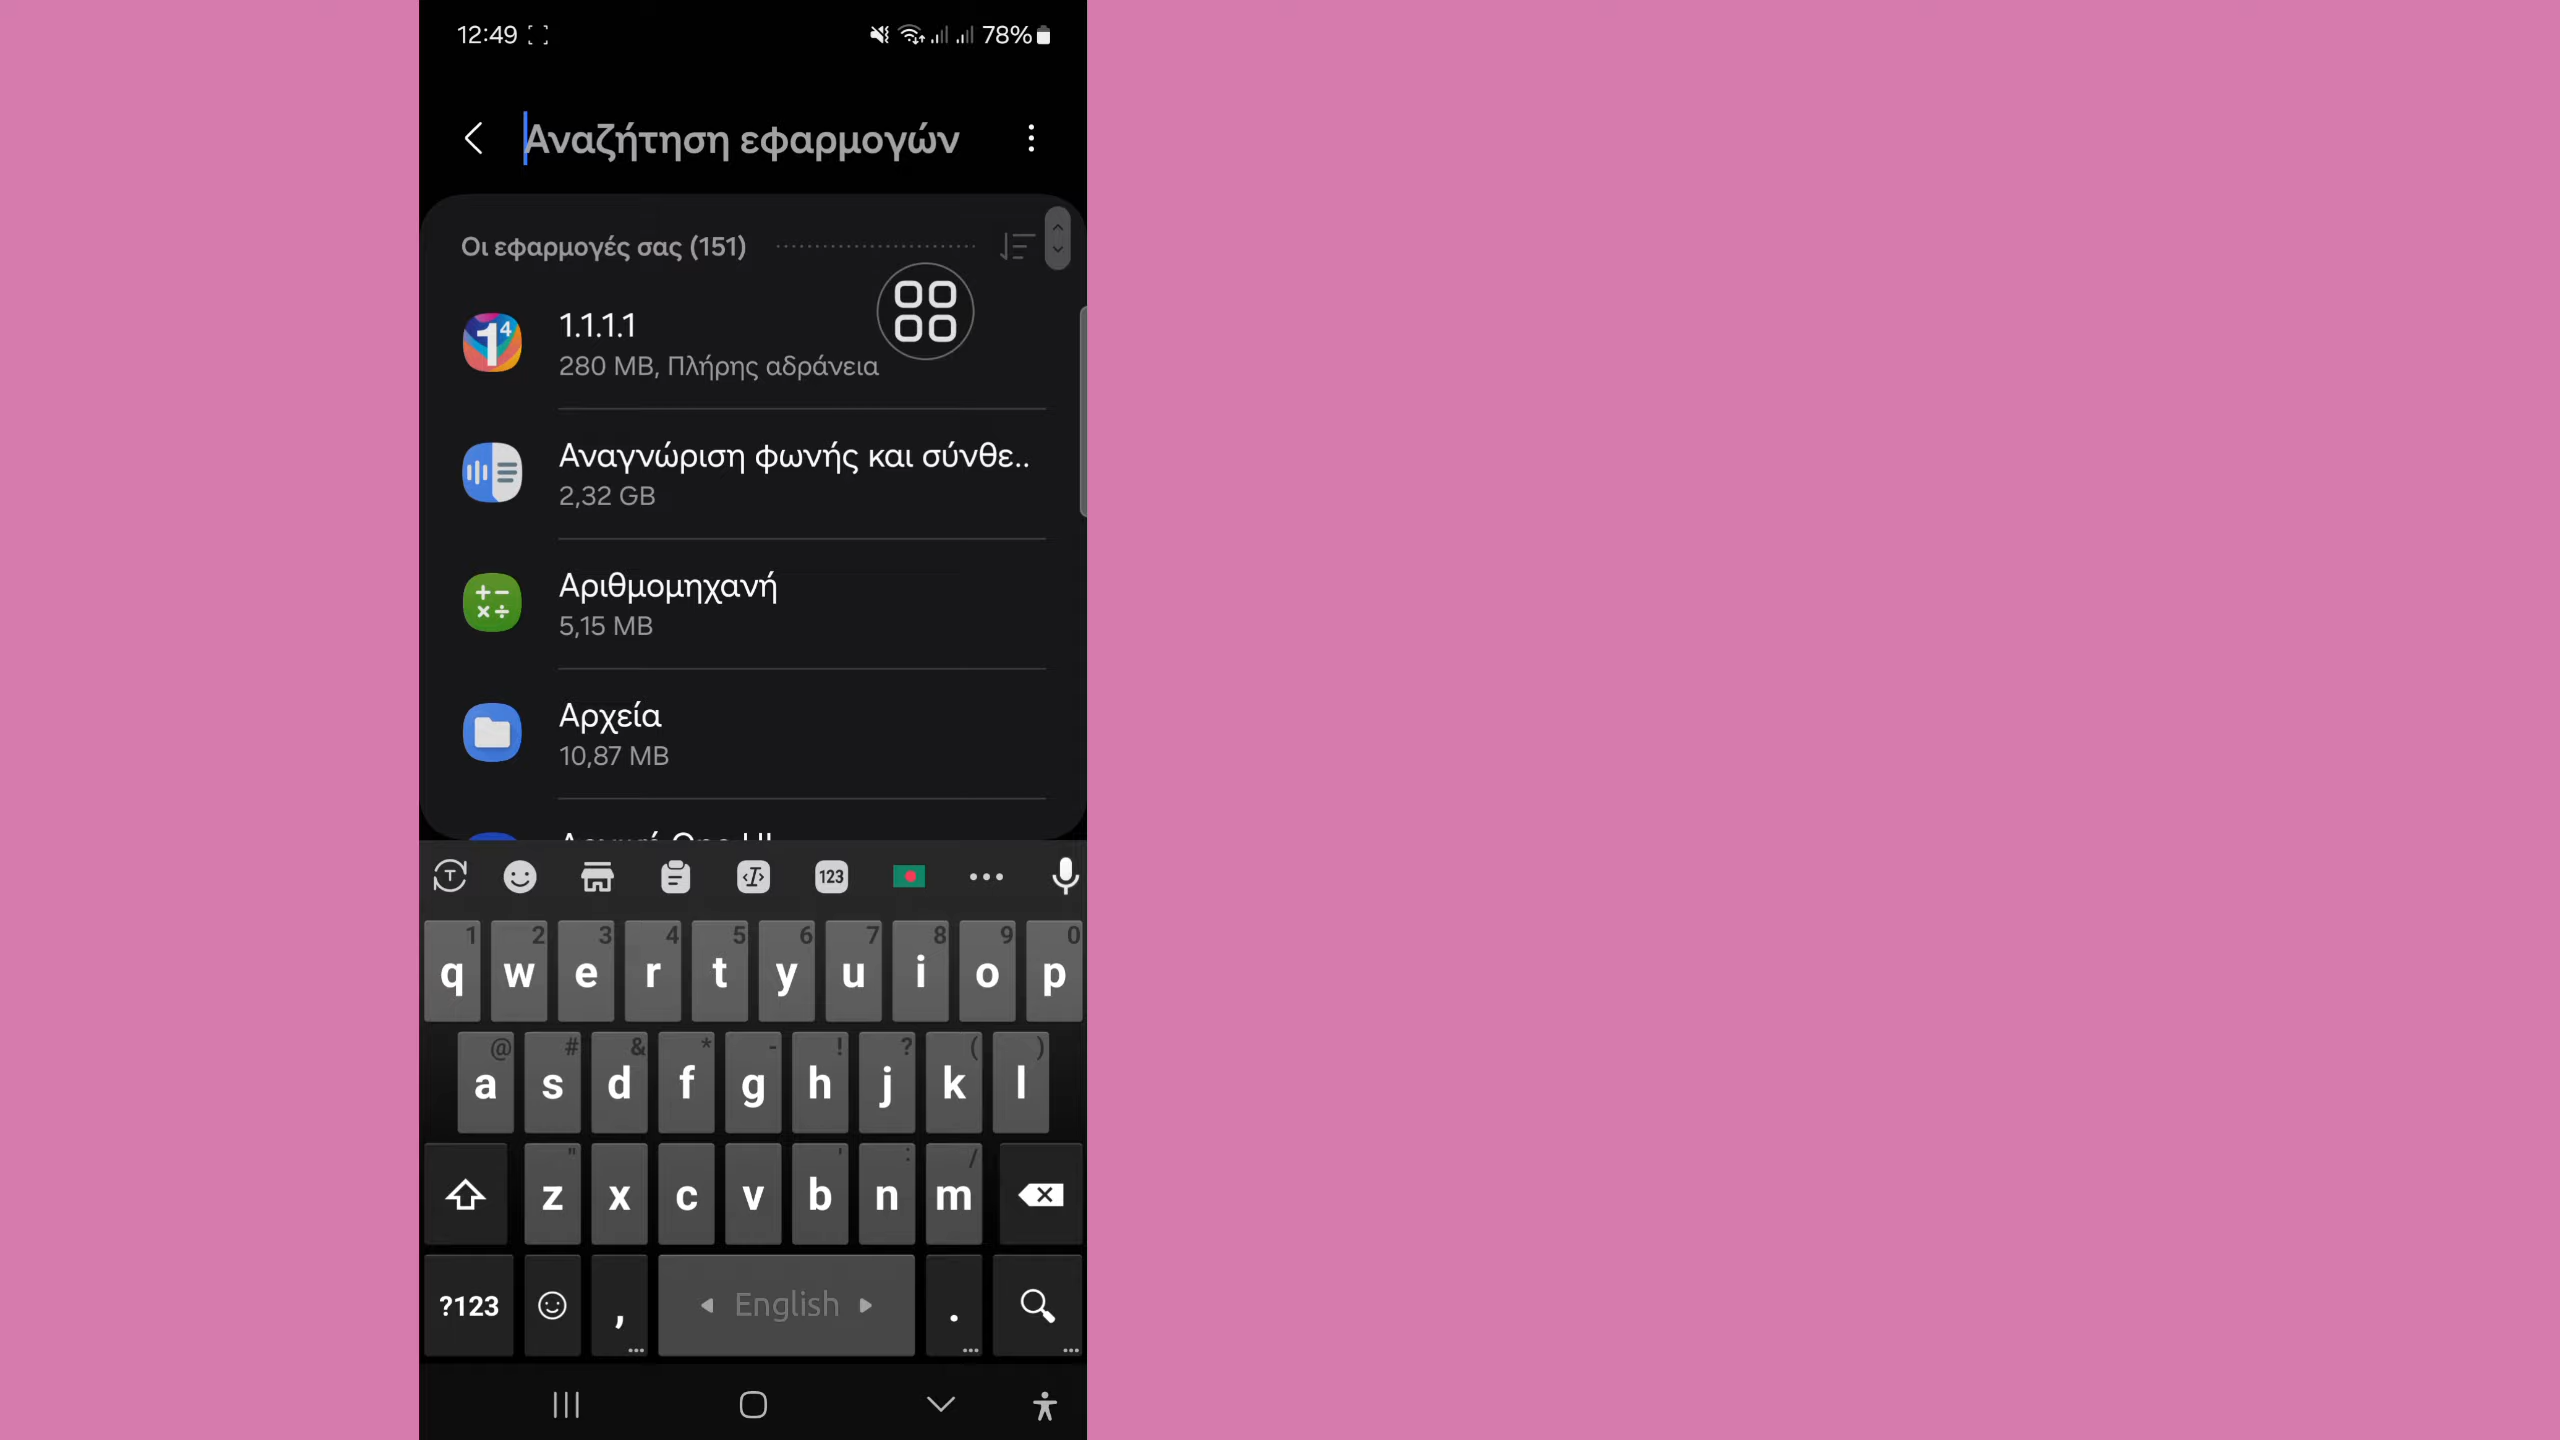 12:49 78%
Αναζήτηση εφαρμογών
Οι εφαρμογές σας (151)
1.1.1.1
280 MB, Πλήρης αδράνεια
Αναγνώριση φωνής και σύνθε..
2,32 GB
Αριθμομηχανή
5,15 MB
Αρχεία
10,87 MB
123
1 2 3 4 5 6 7 8 9 0
q w e r t y u i o p
@ # & * - ! ? ( )
a s d f g h j k l
" ' : /
z x c v b n m
?123 , English .